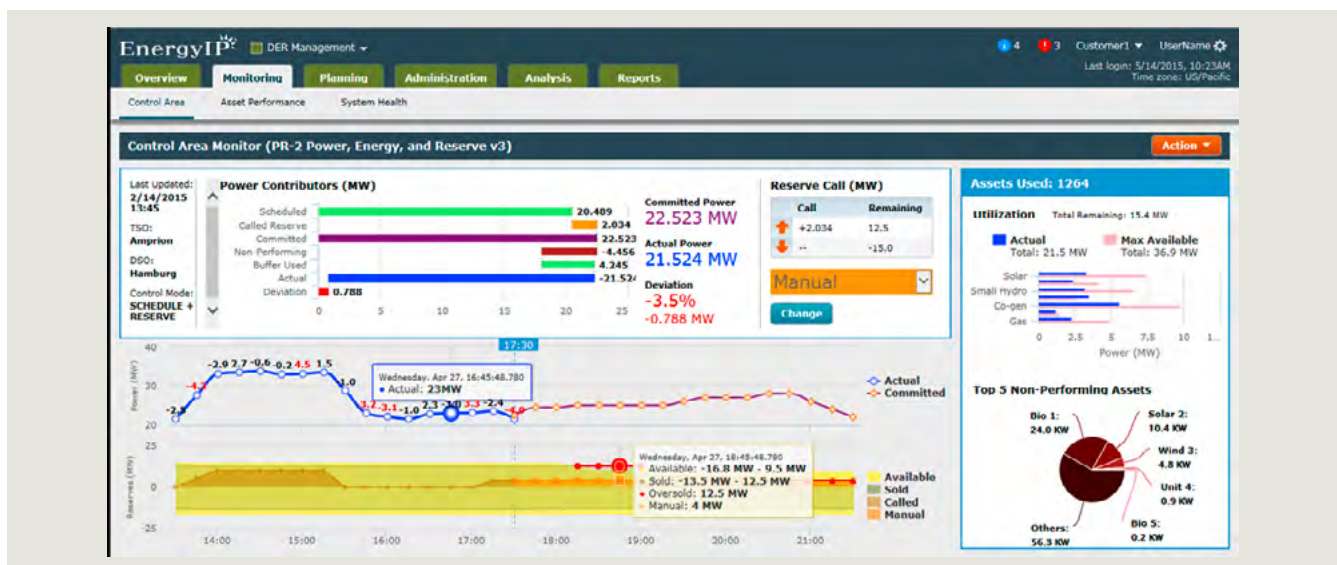 EnergyIP DER Management
4 3 Customer1 UserName
Last login: 5/14/2015, 10:23AM
Time zone: US/Pacific
Overview Monitoring Planning Administration Analysis Reports
Control Area Asset Performance System Health
Control Area Monitor (PR-2 Power, Energy, and Reserve v3)
Action
Last Updated:
2/14/2015
13:45
TSO:
Amprion
DSO:
Hamburg
Control Mode:
SCHEDULE +
RESERVE
Power Contributors (MW)
Scheduled 20.489
Called Reserve 2.034
Committed 22.523
Non-Performing -4.456
Buffer Used 4.245
Actual -21.524
Deviation 0.788
0 5 10 15 20 25
Committed Power
22.523 MW
Actual Power
21.524 MW
Deviation
-3.5%
-0.788 MW
Reserve Call (MW)
Call Remaining
+2.034 12.5
-- -15.0
Manual
Change
Assets Used: 1264
Utilization Total Remaining: 15.4 MW
Actual
Total: 21.5 MW
Max Available
Total: 36.9 MW
Solar
Small Hydro
Co-gen
Gas
0 2.5 5 7.5 10 1...
Power (MW)
Top 5 Non-Performing Assets
Bio 1:
24.0 KW
Solar 2:
10.4 KW
Wind 3:
4.8 KW
Unit 4:
0.9 KW
Bio 5:
0.2 KW
Others:
56.3 KW
17:30
Power (MW)
40
30
20
-2.9 2.7 -0.6 -0.2 4.5 1.5
-3.1 -1.0 2.3 3.3 -2.4
Wednesday, Apr 27, 16:45:48.780
Actual: 23MW
Actual
Committed
Reserves (MW)
25
0
-25
Wednesday, Apr 27, 18:45:48.780
Available: -16.8 MW - 9.5 MW
Sold: -13.5 MW - 12.5 MW
Oversold: 12.5 MW
Manual: 4 MW
Available
Sold
Called
Manual
14:00 15:00 16:00 17:00 18:00 19:00 20:00 21:00